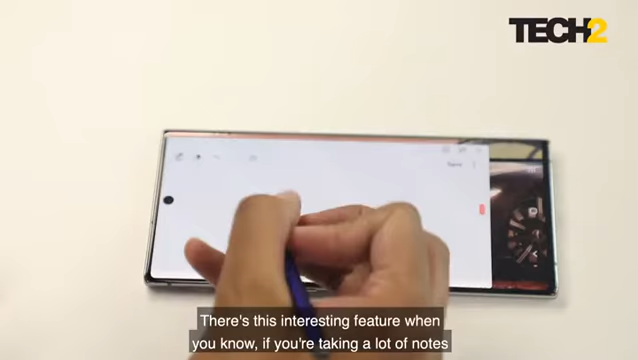 TECH2
There's this interesting feature when
you know, if you're taking a lot of notes